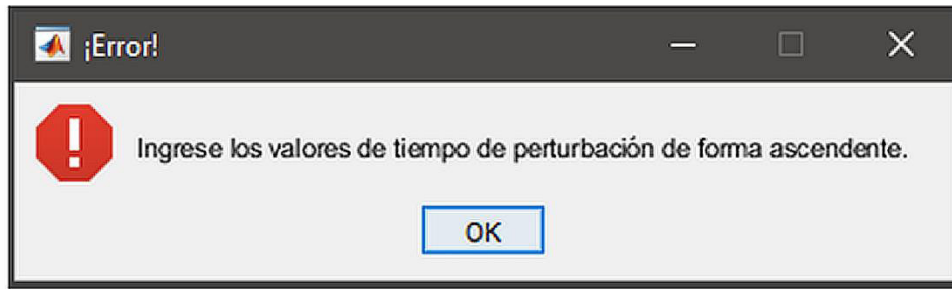 ¡Error!
Ingrese los valores de tiempo de perturbación de forma ascendente.
OK